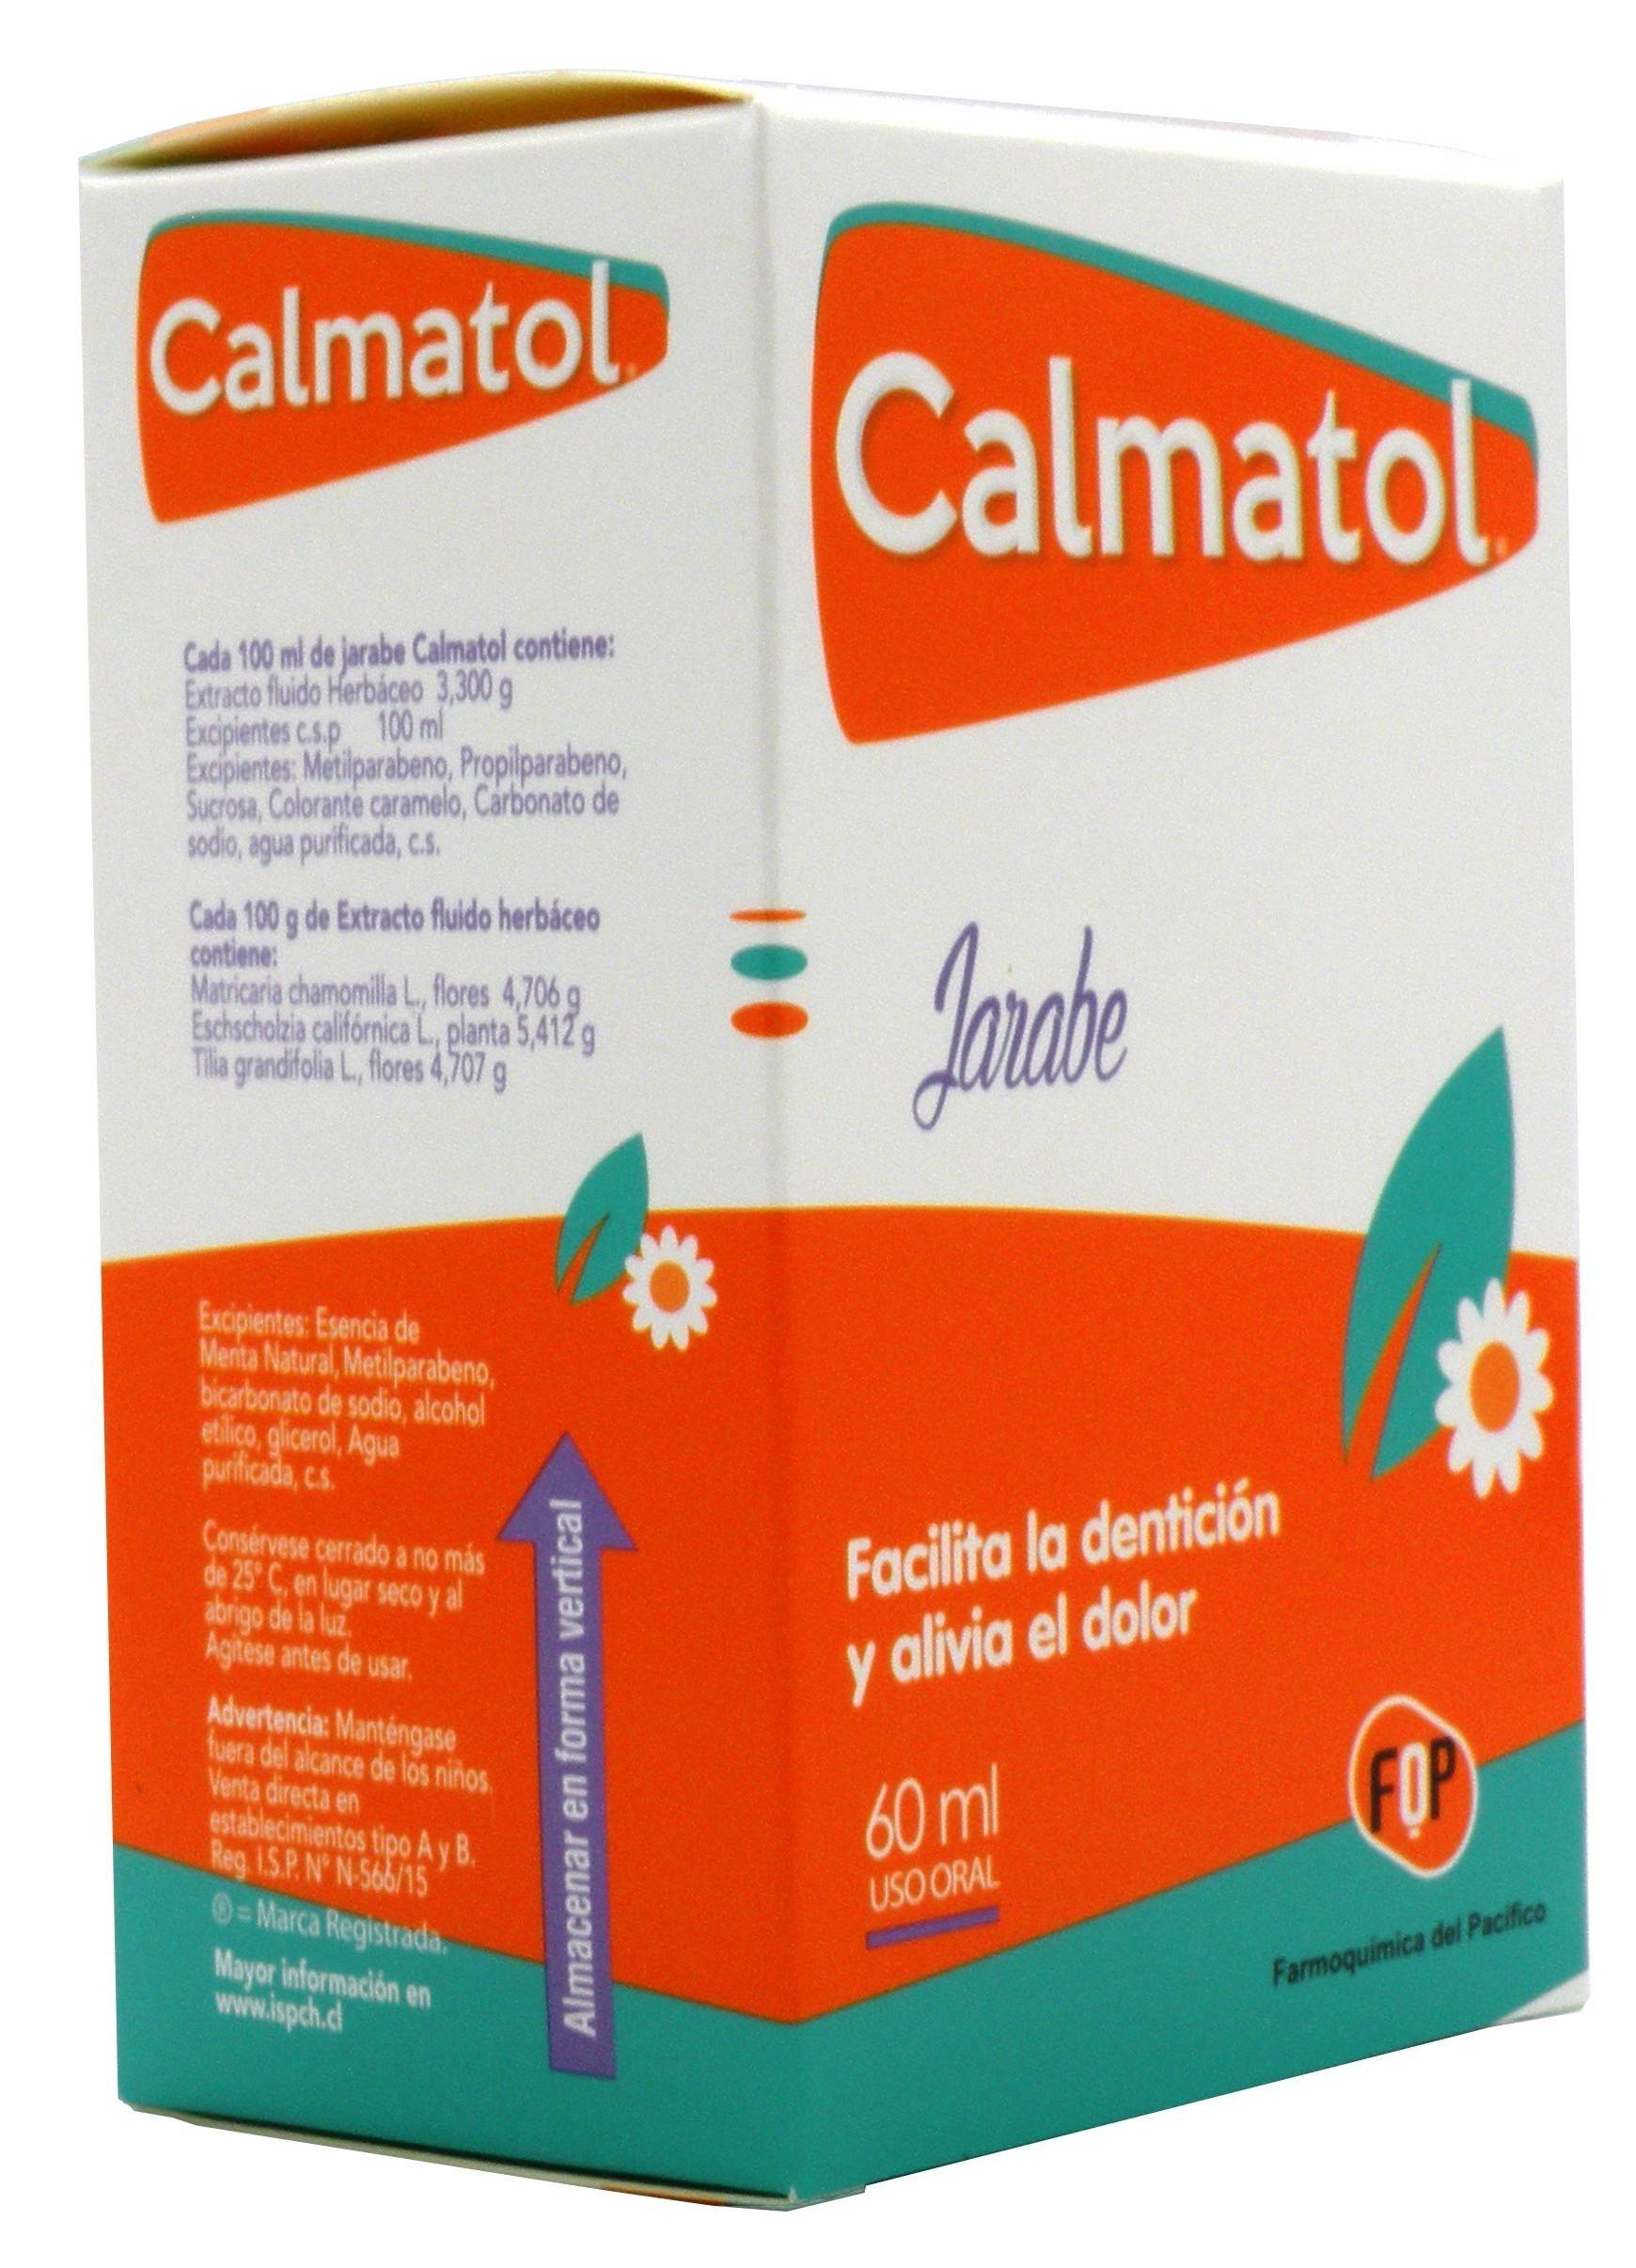 Calmatol®
Cada 100 ml de jarabe Calmatol contiene:
Extracto fluido Herbáceo 3,300 g
Excipientes c.s.p 100 ml
Excipientes: Metilparabeno, Propilparabeno,
Sucrosa, Colorante caramelo, Carbonato de
sodio, agua purificada, c.s.
Cada 100 g de Extracto fluido herbáceo
contiene:
Matricaria chamomilla L., flores 4,706 g
Eschscholzia califórnica L., planta 5,412 g
Tilia grandifolia L., flores 4,707 g
Excipientes: Esencia de
Menta Natural, Metilparabeno,
bicarbonato de sodio, alcohol
etílico, glicerol, Agua
purificada, c.s.
Consérvese cerrado a no más
de 25° C, en lugar seco y al
abrigo de la luz.
Agítese antes de usar.
Advertencia: Manténgase
fuera del alcance de los niños.
Venta directa en
establecimientos tipo A y B.
Reg. I.S.P. N° N-566/15
® = Marca Registrada.
Mayor información en
www.ispch.cl
Almacenar en forma vertical
Calmatol®
Jarabe
Facilita la dentición
y alivia el dolor
60 ml
USO ORAL
FQP
Farmoquímica del Pacífico